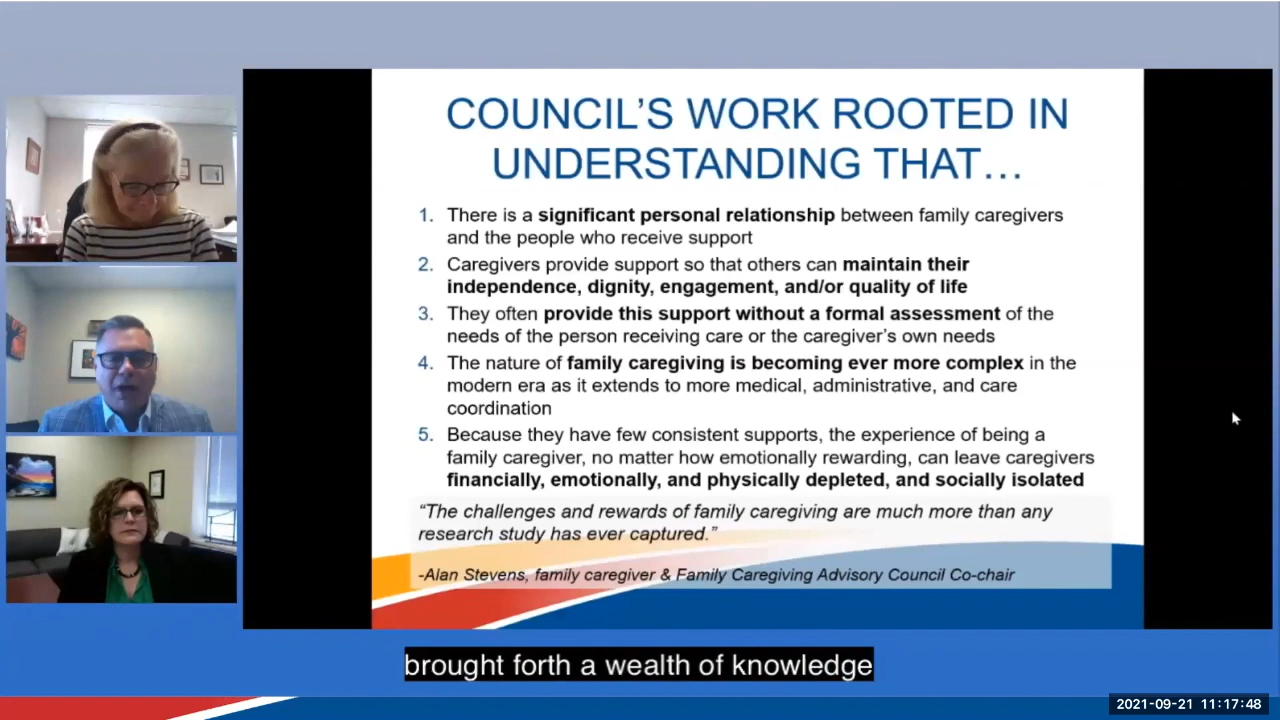 COUNCIL'S WORK ROOTED IN
UNDERSTANDING THAT…
1. There is a significant personal relationship between family caregivers
and the people who receive support
2. Caregivers provide support so that others can maintain their
independence, dignity, engagement, and/or quality of life
3. They often provide this support without a formal assessment of the
needs of the person receiving care or the caregiver's own needs
4. The nature of family caregiving is becoming ever more complex in the
modern era as it extends to more medical, administrative, and care
coordination
5. Because they have few consistent supports, the experience of being a
family caregiver, no matter how emotionally rewarding, can leave caregivers
financially, emotionally, and physically depleted, and socially isolated
“The challenges and rewards of family caregiving are much more than any
research study has ever captured.”
-Alan Stevens, family caregiver & Family Caregiving Advisory Council Co-chair
brought forth a wealth of knowledge
2021-09-21 11:17:48